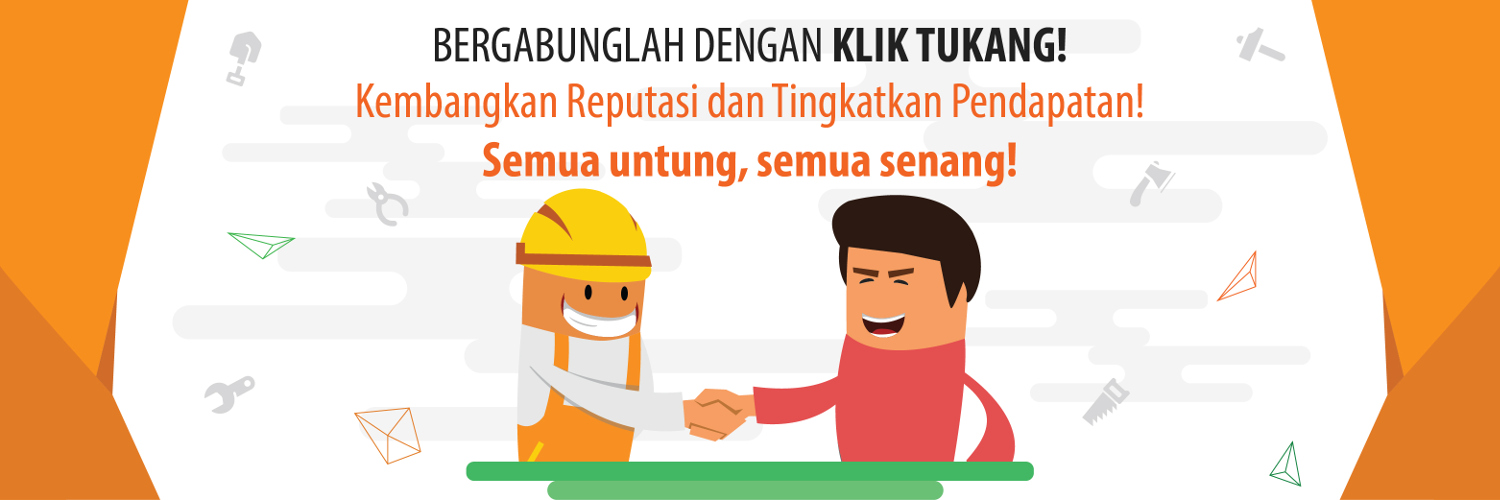 BERGABUNGLAH DENGAN KLIK TUKANG!
Kembangkan Reputasi dan Tingkatkan Pendapatan!
Semua untung, semua senang!